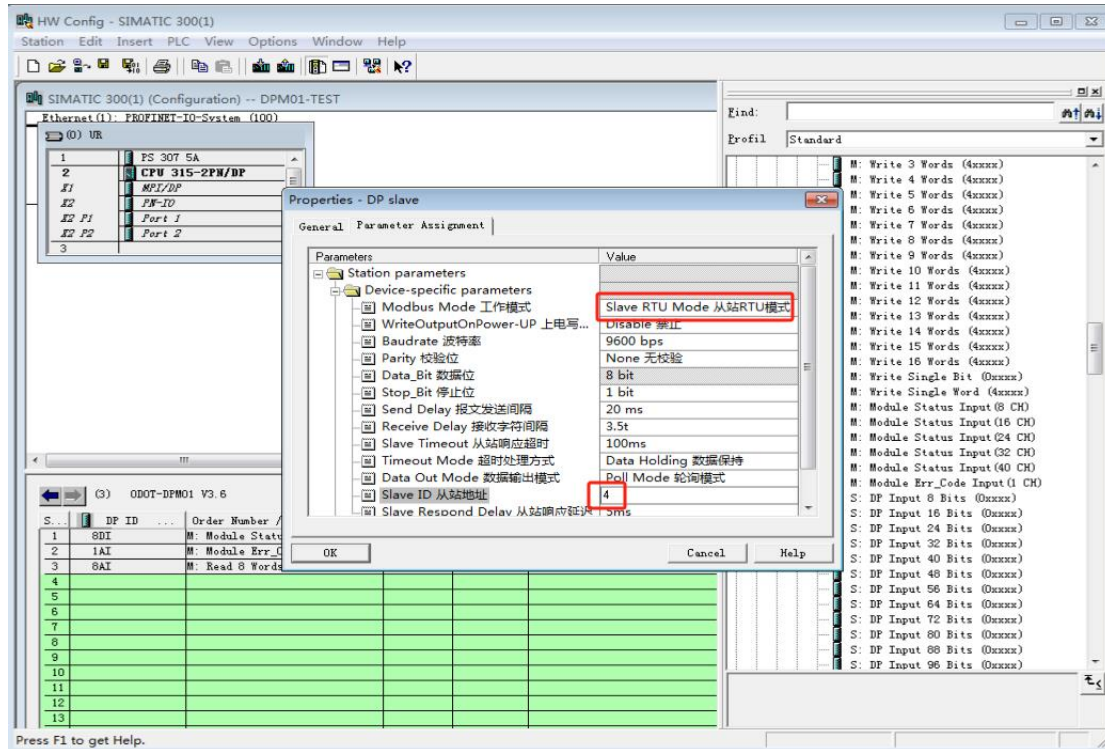 HW Config - SIMATIC 300(1)
Station Edit Insert PLC View Options Window Help
SIMATIC 300(1) (Configuration) -- DPM01-TEST
Ethernet(1): PROFINET-IO-System (100)
(0) UR
1 PS 307 5A
2 CPU 315-2PN/DP
X1 MPI/DP
X2 PN-IO
X2 P1 Port 1
X2 P2 Port 2
3
Properties - DP slave
General Parameter Assignment
Parameters Value
Station parameters
Device-specific parameters
Modbus Mode 工作模式 Slave RTU Mode 从站RTU模式
WriteOutputOnPower-UP 上电写... Disable 禁止
Baudrate 波特率 9600 bps
Parity 校验位 None 无校验
Data_Bit 数据位 8 bit
Stop_Bit 停止位 1 bit
Send Delay 报文发送间隔 20 ms
Receive Delay 接收字符间隔 3.5t
Slave Timeout 从站响应超时 100ms
Timeout Mode 超时处理方式 Data Holding 数据保持
Data Out Mode 数据输出模式 Poll Mode 轮询模式
Slave ID 从站地址 4
Slave Respond Delay 从站响应延迟 5ms
OK Cancel Help
(3) ODOT-DPM01 V3.6
S... DP ID ... Order Number /
1 8DI M: Module Statu
2 1AI M: Module Err_C
3 8AI M: Read 8 Words
4
5
6
7
8
9
10
11
12
13
Find:
Profil Standard
M: Write 3 Words (4xxxx)
M: Write 4 Words (4xxxx)
M: Write 5 Words (4xxxx)
M: Write 6 Words (4xxxx)
M: Write 7 Words (4xxxx)
M: Write 8 Words (4xxxx)
M: Write 9 Words (4xxxx)
M: Write 10 Words (4xxxx)
M: Write 11 Words (4xxxx)
M: Write 12 Words (4xxxx)
M: Write 13 Words (4xxxx)
M: Write 14 Words (4xxxx)
M: Write 15 Words (4xxxx)
M: Write 16 Words (4xxxx)
M: Write Single Bit (0xxxx)
M: Write Single Word (4xxxx)
M: Module Status Input(8 CH)
M: Module Status Input(16 CH)
M: Module Status Input(24 CH)
M: Module Status Input(32 CH)
M: Module Status Input(40 CH)
M: Module Err_Code Input(1 CH)
S: DP Input 8 Bits (0xxxx)
S: DP Input 16 Bits (0xxxx)
S: DP Input 24 Bits (0xxxx)
S: DP Input 32 Bits (0xxxx)
S: DP Input 40 Bits (0xxxx)
S: DP Input 48 Bits (0xxxx)
S: DP Input 56 Bits (0xxxx)
S: DP Input 64 Bits (0xxxx)
S: DP Input 72 Bits (0xxxx)
S: DP Input 80 Bits (0xxxx)
S: DP Input 88 Bits (0xxxx)
S: DP Input 96 Bits (0xxxx)
Press F1 to get Help.